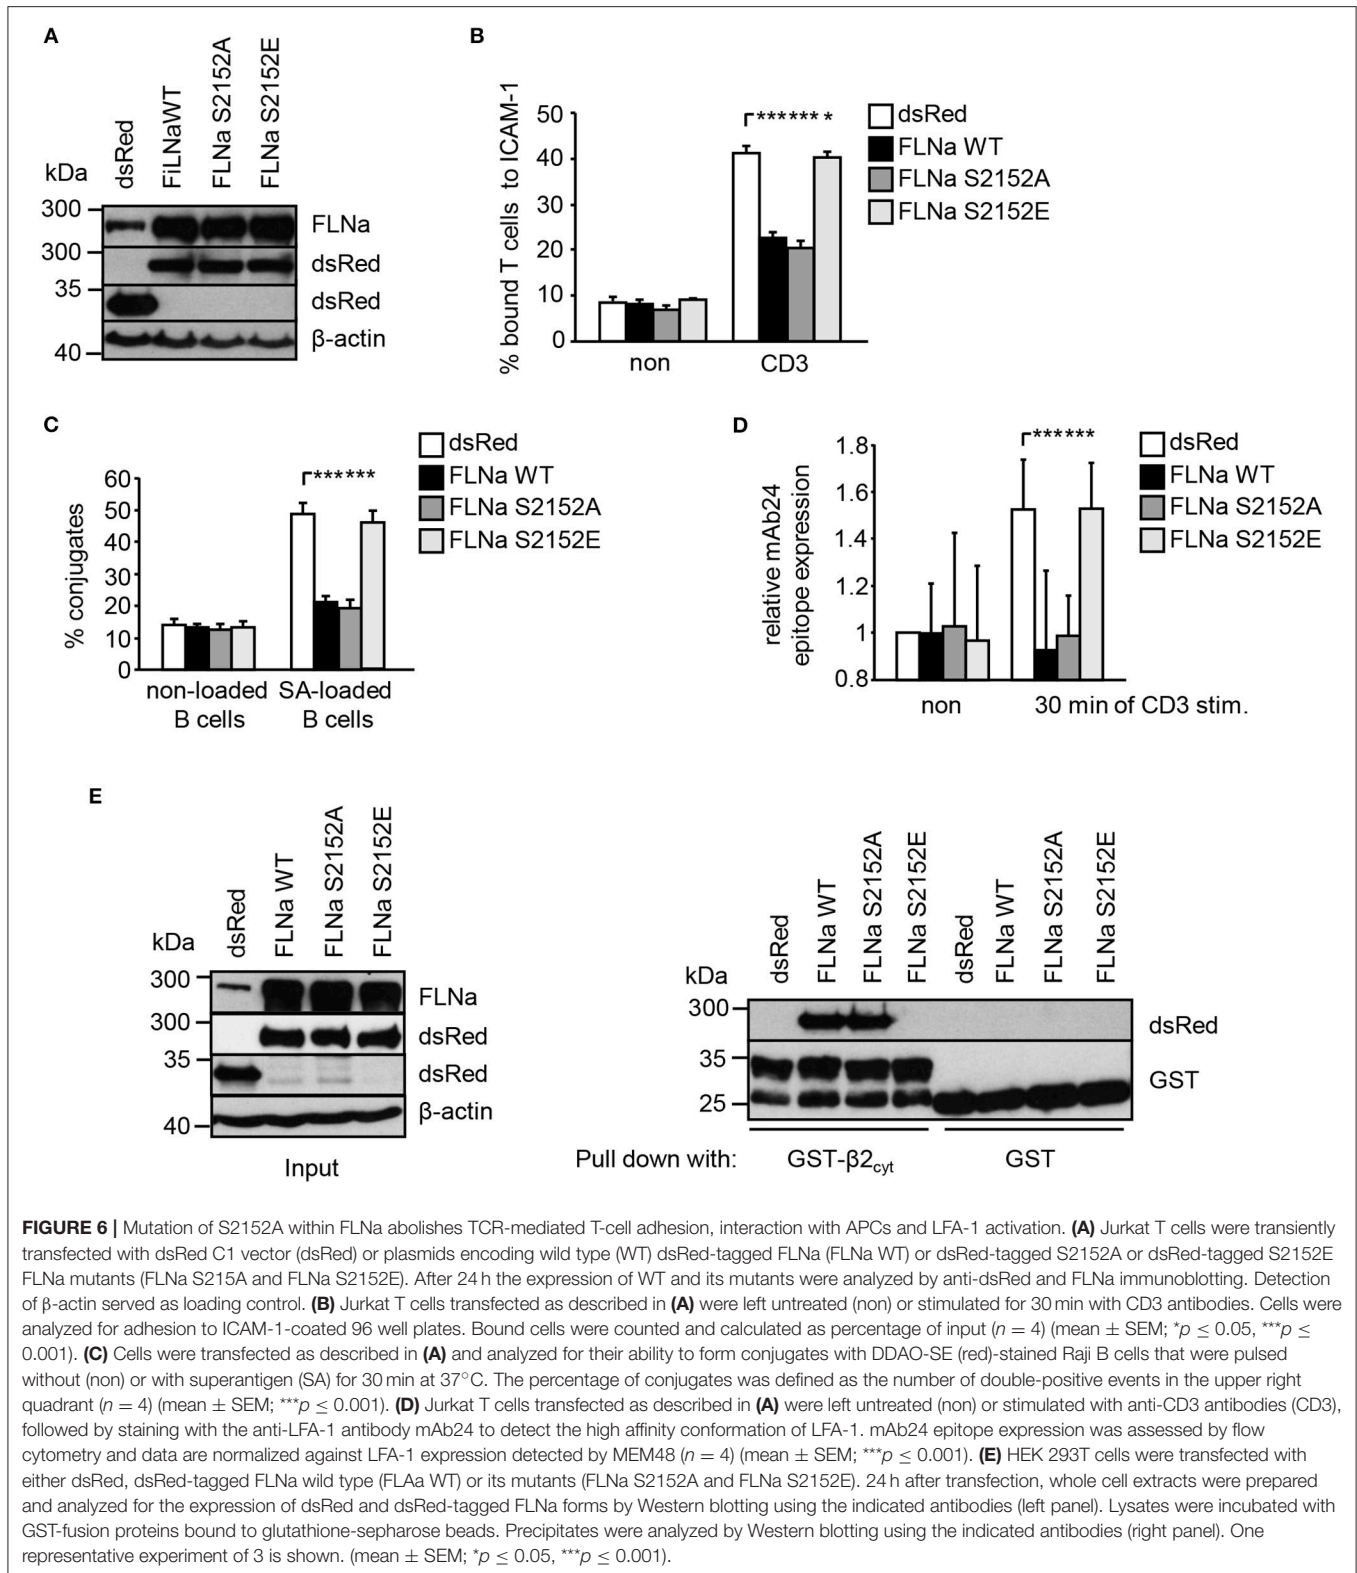 A
kDa
dsRed
FiLNaWT
FLNa S2152A
FLNa S2152E
300
FLNa
300
dsRed
35
dsRed
β-actin
40
B
% bound T cells to ICAM-1
50
40
30
20
10
0
****** *
non
CD3
dsRed
FLNa WT
FLNa S2152A
FLNa S2152E
C
% conjugates
60
50
40
30
20
10
0
******
non-loaded
B cells
SA-loaded
B cells
dsRed
FLNa WT
FLNa S2152A
FLNa S2152E
D
relative mAb24
epitope expression
1.8
1.6
1.4
1.2
1
0.8
******
non
30 min of CD3 stim.
dsRed
FLNa WT
FLNa S2152A
FLNa S2152E
E
kDa
dsRed
FLNa WT
FLNa S2152A
FLNa S2152E
300
FLNa
300
dsRed
35
dsRed
β-actin
40
Input
kDa
dsRed
FLNa WT
FLNa S2152A
FLNa S2152E
dsRed
FLNa WT
FLNa S2152A
FLNa S2152E
300
dsRed
35
GST
25
Pull down with: GST-β2cyt GST
FIGURE 6 | Mutation of S2152A within FLNa abolishes TCR-mediated T-cell adhesion, interaction with APCs and LFA-1 activation. (A) Jurkat T cells were transiently
transfected with dsRed C1 vector (dsRed) or plasmids encoding wild type (WT) dsRed-tagged FLNa (FLNa WT) or dsRed-tagged S2152A or dsRed-tagged S2152E
FLNa mutants (FLNa S215A and FLNa S2152E). After 24 h the expression of WT and its mutants were analyzed by anti-dsRed and FLNa immunoblotting. Detection
of β-actin served as loading control. (B) Jurkat T cells transfected as described in (A) were left untreated (non) or stimulated for 30 min with CD3 antibodies. Cells were
analyzed for adhesion to ICAM-1-coated 96 well plates. Bound cells were counted and calculated as percentage of input (n = 4) (mean ± SEM; *p ≤ 0.05, ***p ≤
0.001). (C) Cells were transfected as described in (A) and analyzed for their ability to form conjugates with DDAO-SE (red)-stained Raji B cells that were pulsed
without (non) or with superantigen (SA) for 30 min at 37°C. The percentage of conjugates was defined as the number of double-positive events in the upper right
quadrant (n = 4) (mean ± SEM; ***p ≤ 0.001). (D) Jurkat T cells transfected as described in (A) were left untreated (non) or stimulated with anti-CD3 antibodies (CD3),
followed by staining with the anti-LFA-1 antibody mAb24 to detect the high affinity conformation of LFA-1. mAb24 epitope expression was assessed by flow
cytometry and data are normalized against LFA-1 expression detected by MEM48 (n = 4) (mean ± SEM; ***p ≤ 0.001). (E) HEK 293T cells were transfected with
either dsRed, dsRed-tagged FLNa wild type (FLAa WT) or its mutants (FLNa S2152A and FLNa S2152E). 24 h after transfection, whole cell extracts were prepared
and analyzed for the expression of dsRed and dsRed-tagged FLNa forms by Western blotting using the indicated antibodies (left panel). Lysates were incubated with
GST-fusion proteins bound to glutathione-sepharose beads. Precipitates were analyzed by Western blotting using the indicated antibodies (right panel). One
representative experiment of 3 is shown. (mean ± SEM; *p ≤ 0.05, ***p ≤ 0.001).